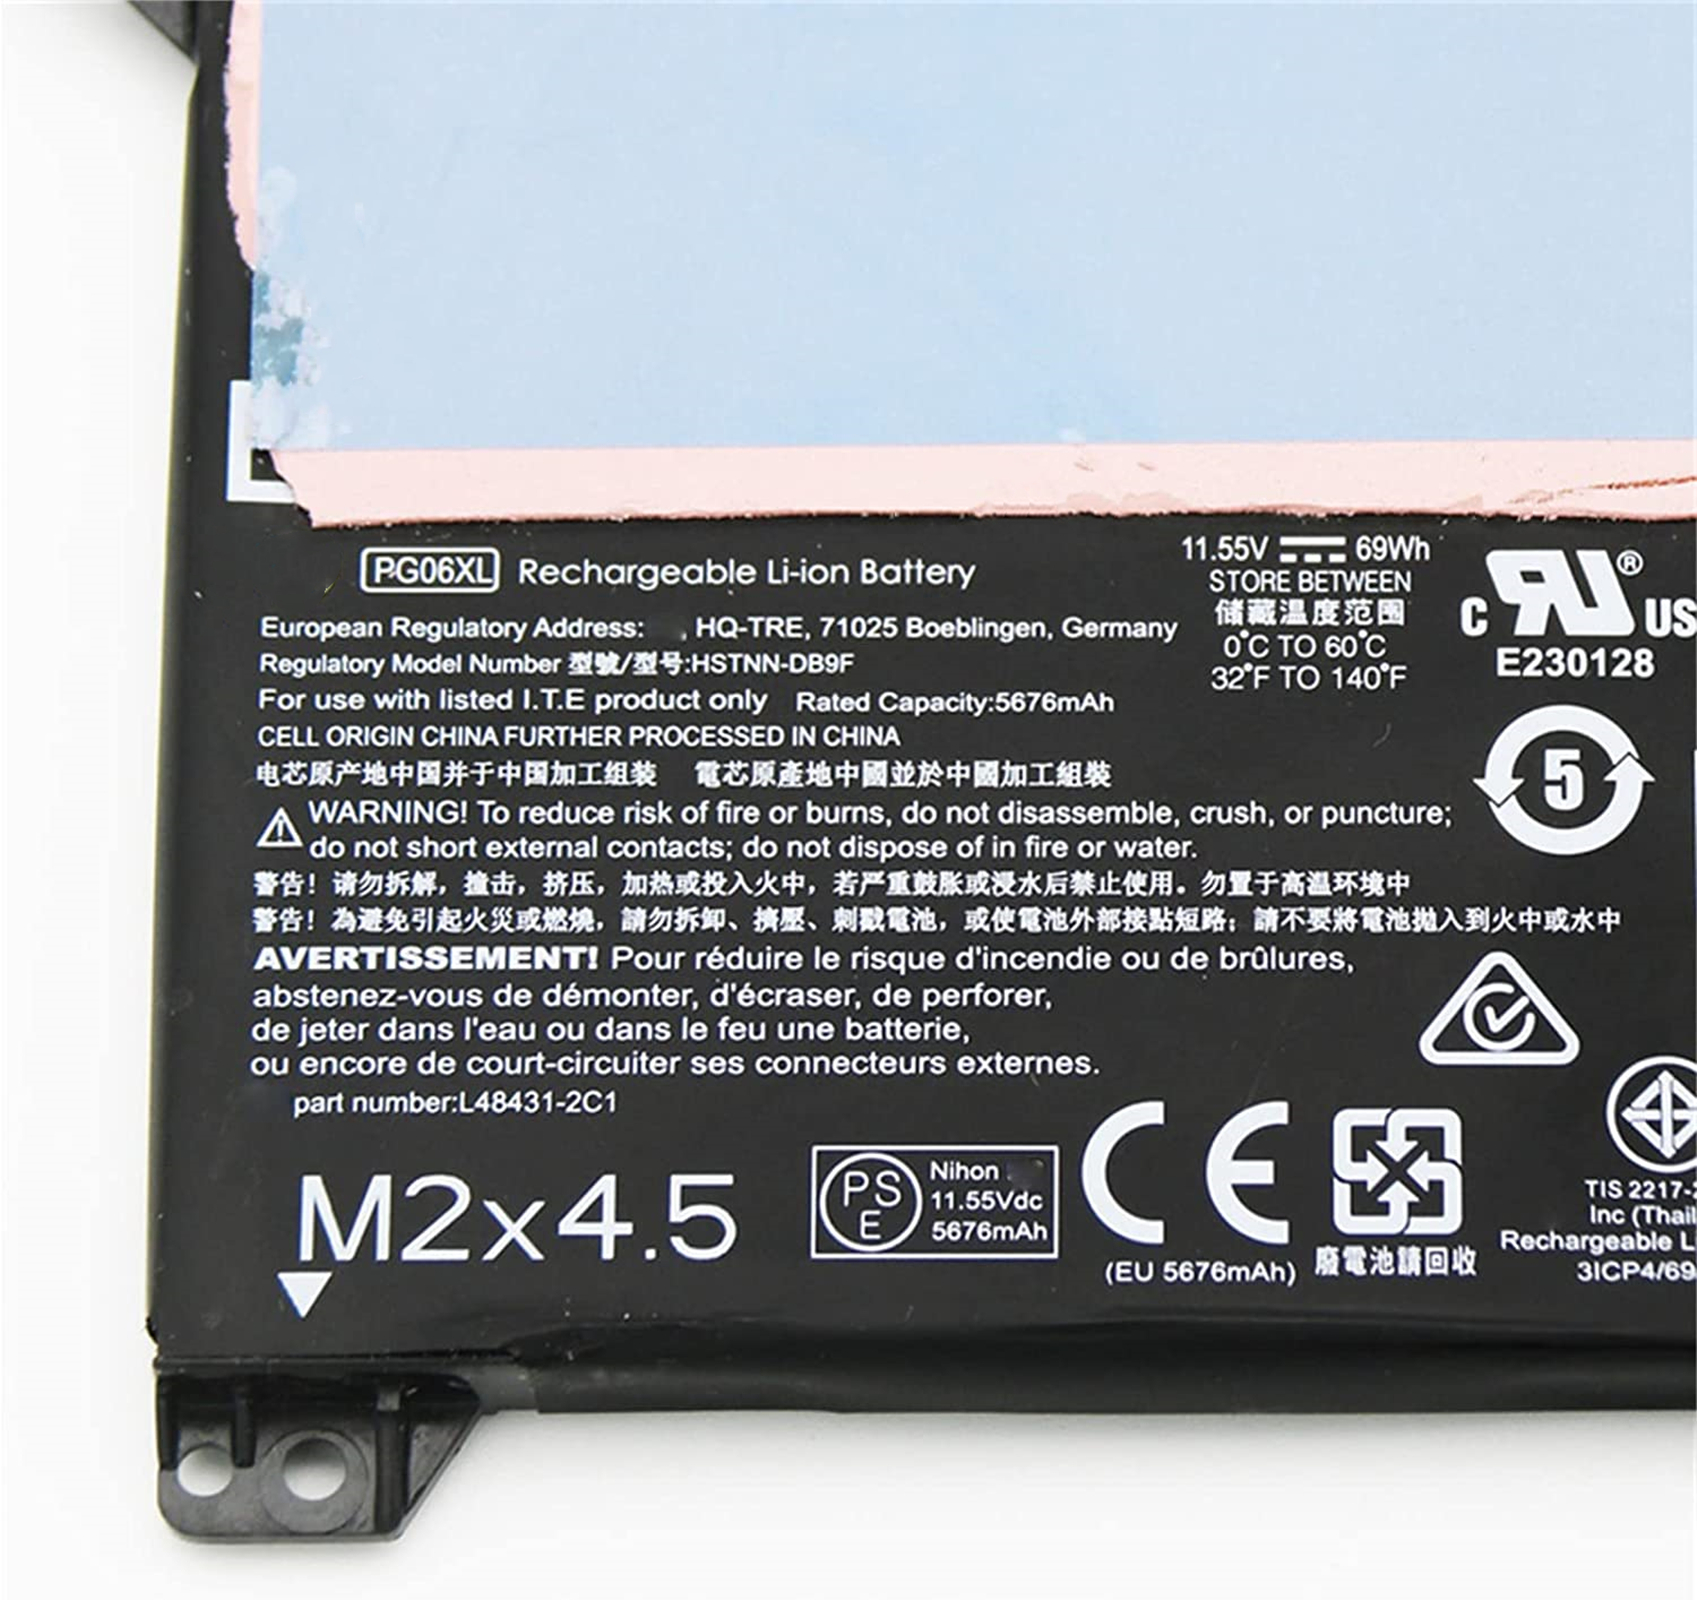 PG06XL Rechargeable Li-ion Battery
11.55V 69Wh
STORE BETWEEN
储藏温度范围
0°C TO 60°C
32°F TO 140°F
C US
®
E230128
European Regulatory Address: , HQ-TRE, 71025 Boeblingen, Germany
Regulatory Model Number 型號/型号:HSTNN-DB9F
For use with listed I.T.E product only Rated Capacity:5676mAh
CELL ORIGIN CHINA FURTHER PROCESSED IN CHINA
电芯原产地中国并于中国加工组装 電芯原產地中國並於中國加工組裝
5
WARNING! To reduce risk of fire or burns, do not disassemble, crush, or puncture;
do not short external contacts; do not dispose of in fire or water.
警告！请勿拆解，撞击，挤压，加热或投入火中，若严重鼓胀或浸水后禁止使用。勿置于高温环境中
警告！為避免引起火災或燃燒，請勿拆卸、擠壓、刺戳電池，或使電池外部接點短路；請不要將電池拋入到火中或水中
AVERTISSEMENT! Pour réduire le risque d'incendie ou de brûlures,
abstenez-vous de démonter, d'écraser, de perforer,
de jeter dans l'eau ou dans le feu une batterie,
ou encore de court-circuiter ses connecteurs externes.
part number:L48431-2C1
M2x4.5
PS
E
Nihon
11.55Vdc
5676mAh
CE
(EU 5676mAh)
廢電池請回收
TIS 2217-
Inc (Thail
Rechargeable L
3ICP4/69